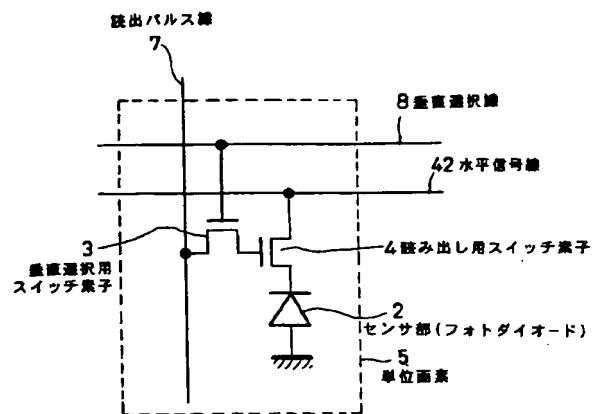 読出パルス線
7
8垂直選択線
42水平信号線
3
垂直選択用
スイッチ素子
4読み出し用スイッチ素子
2
センサ部(フォトダイオード)
5
単位画素